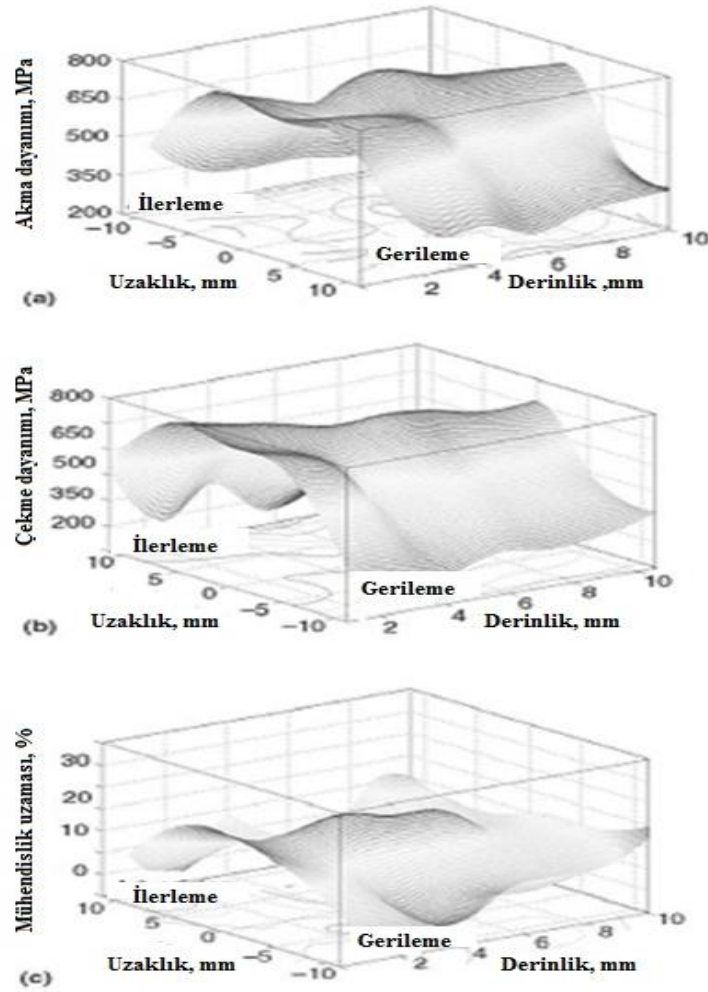 Akma dayanımı, MPa
800
650
500
350
200
−10
−5
0
5
10
İlerleme
Gerileme
Uzaklık, mm
2
4
6
8
10
Derinlik ,mm
(a)
Çekme dayanımı, MPa
800
650
500
350
200
10
5
0
−5
−10
İlerleme
Gerileme
Uzaklık, mm
2
4
6
8
10
Derinlik, mm
(b)
Mühendislik uzaması, %
30
20
10
0
10
5
0
−5
−10
İlerleme
Gerileme
Uzaklık, mm
2
4
6
8
10
Derinlik, mm
(c)